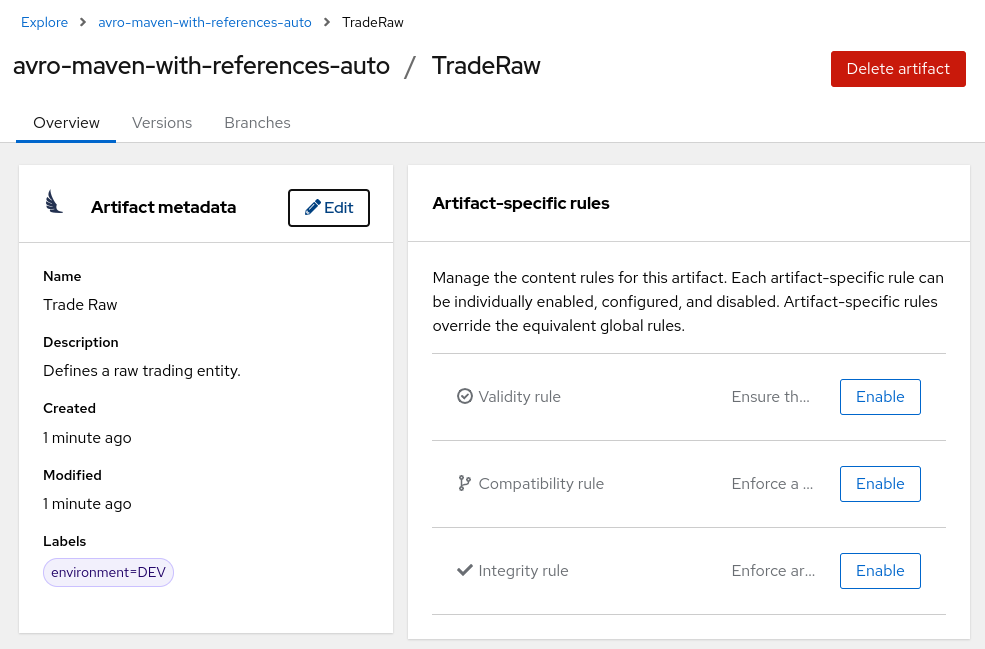 Explore > avro-maven-with-references-auto > TradeRaw
avro-maven-with-references-auto / TradeRaw
Delete artifact
Overview Versions Branches
Artifact metadata
Edit
Name
Trade Raw
Description
Defines a raw trading entity.
Created
1 minute ago
Modified
1 minute ago
Labels
environment=DEV
Artifact-specific rules
Manage the content rules for this artifact. Each artifact-specific rule can
be individually enabled, configured, and disabled. Artifact-specific rules
override the equivalent global rules.
Validity rule Ensure th... Enable
Compatibility rule Enforce a ... Enable
Integrity rule Enforce ar... Enable